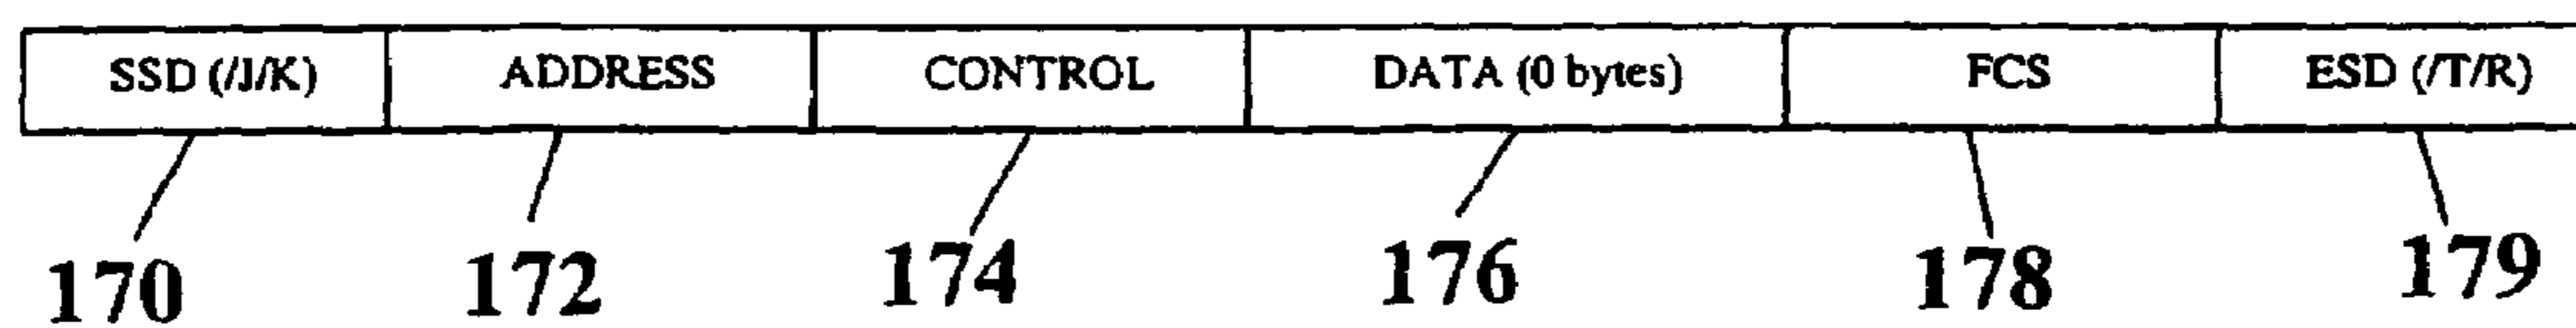 SSD (/J/K) ADDRESS CONTROL DATA (0 bytes) FCS ESD (/T/R)
170 172 174 176 178 179